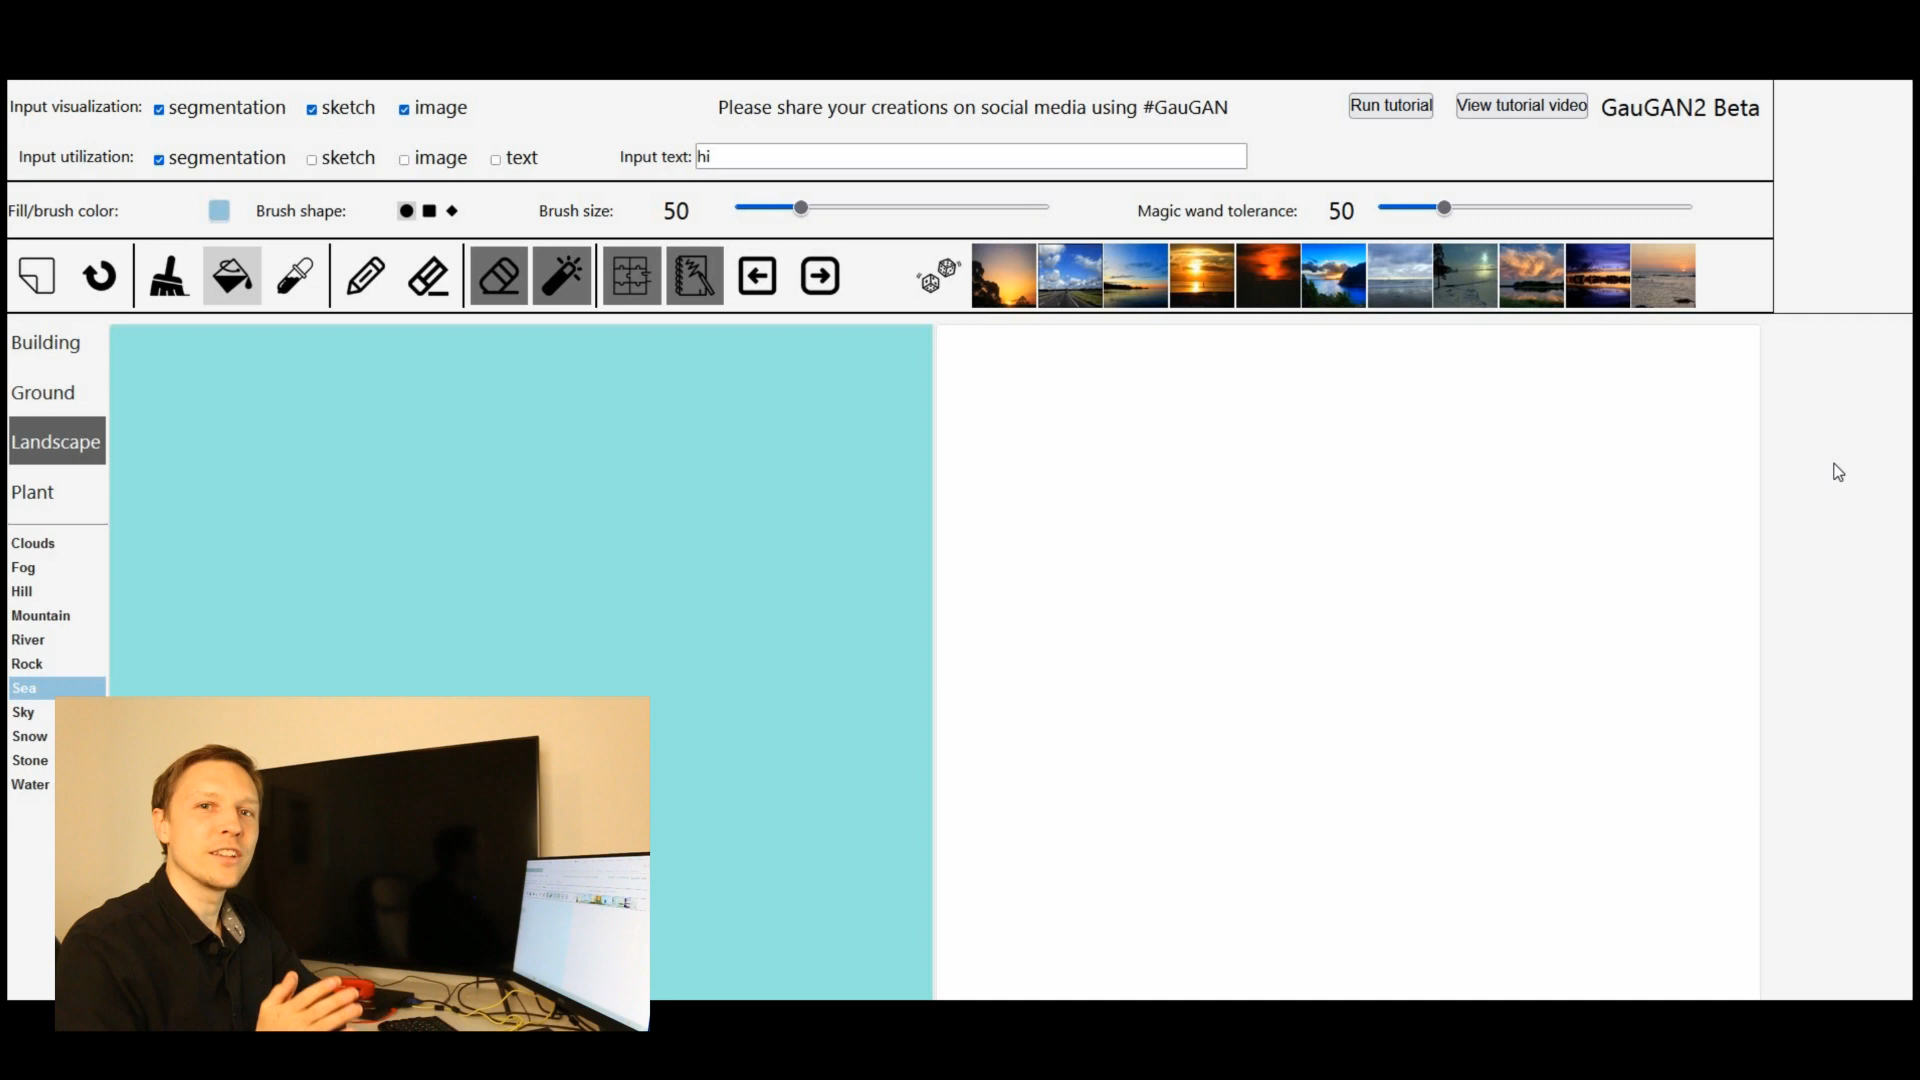 Input visualization: segmentation sketch image Please share your creations on social media using #GauGAN Run tutorial View tutorial video GauGAN2 Beta
Input utilization: segmentation sketch image text Input text: hi
Fill/brush color: Brush shape: Brush size: 50 Magic wand tolerance: 50
Building
Ground
Landscape
Plant
Clouds
Fog
Hill
Mountain
River
Rock
Sea
Sky
Snow
Stone
Water